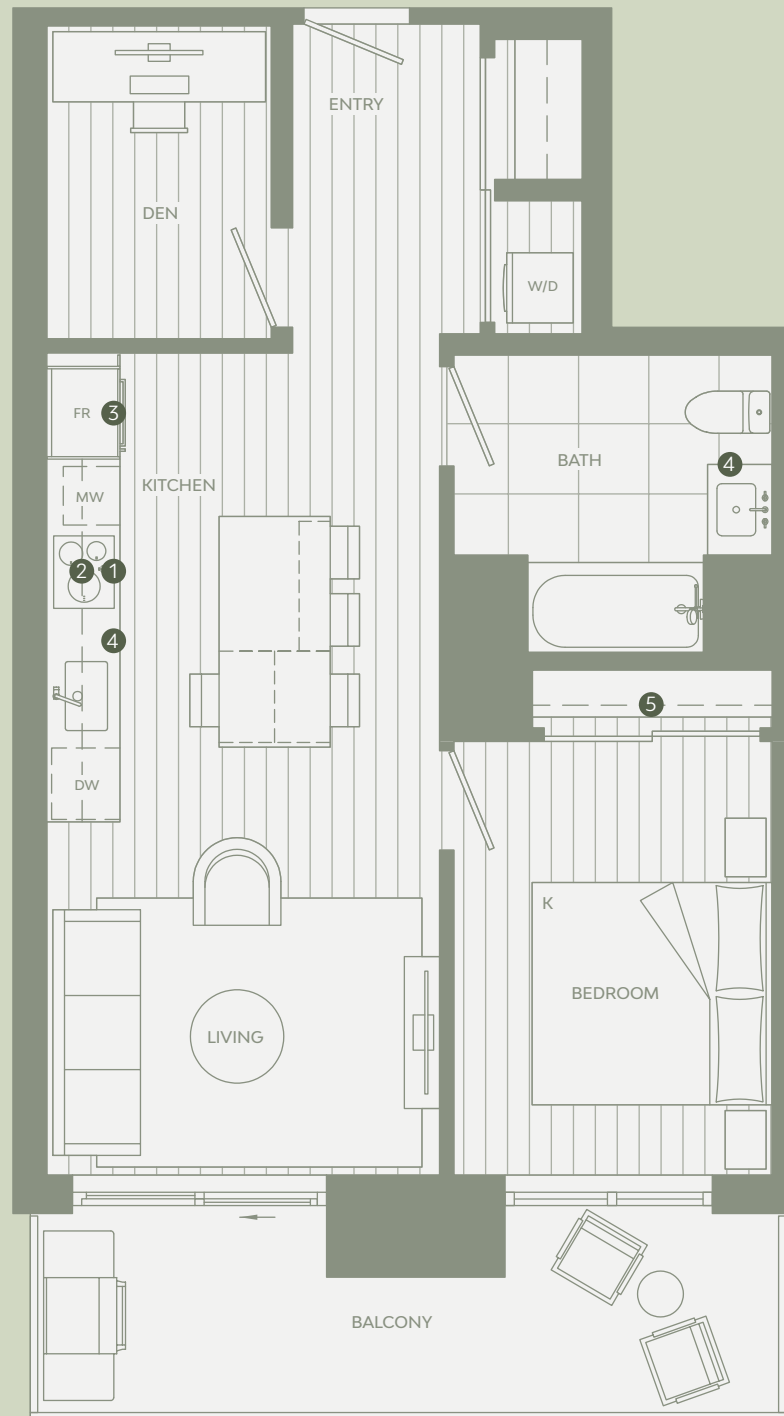 ENTRY
DEN
W/D
FR
3
BATH
4
MW
KITCHEN
2
1
4
5
DW
K
BEDROOM
LIVING
BALCONY